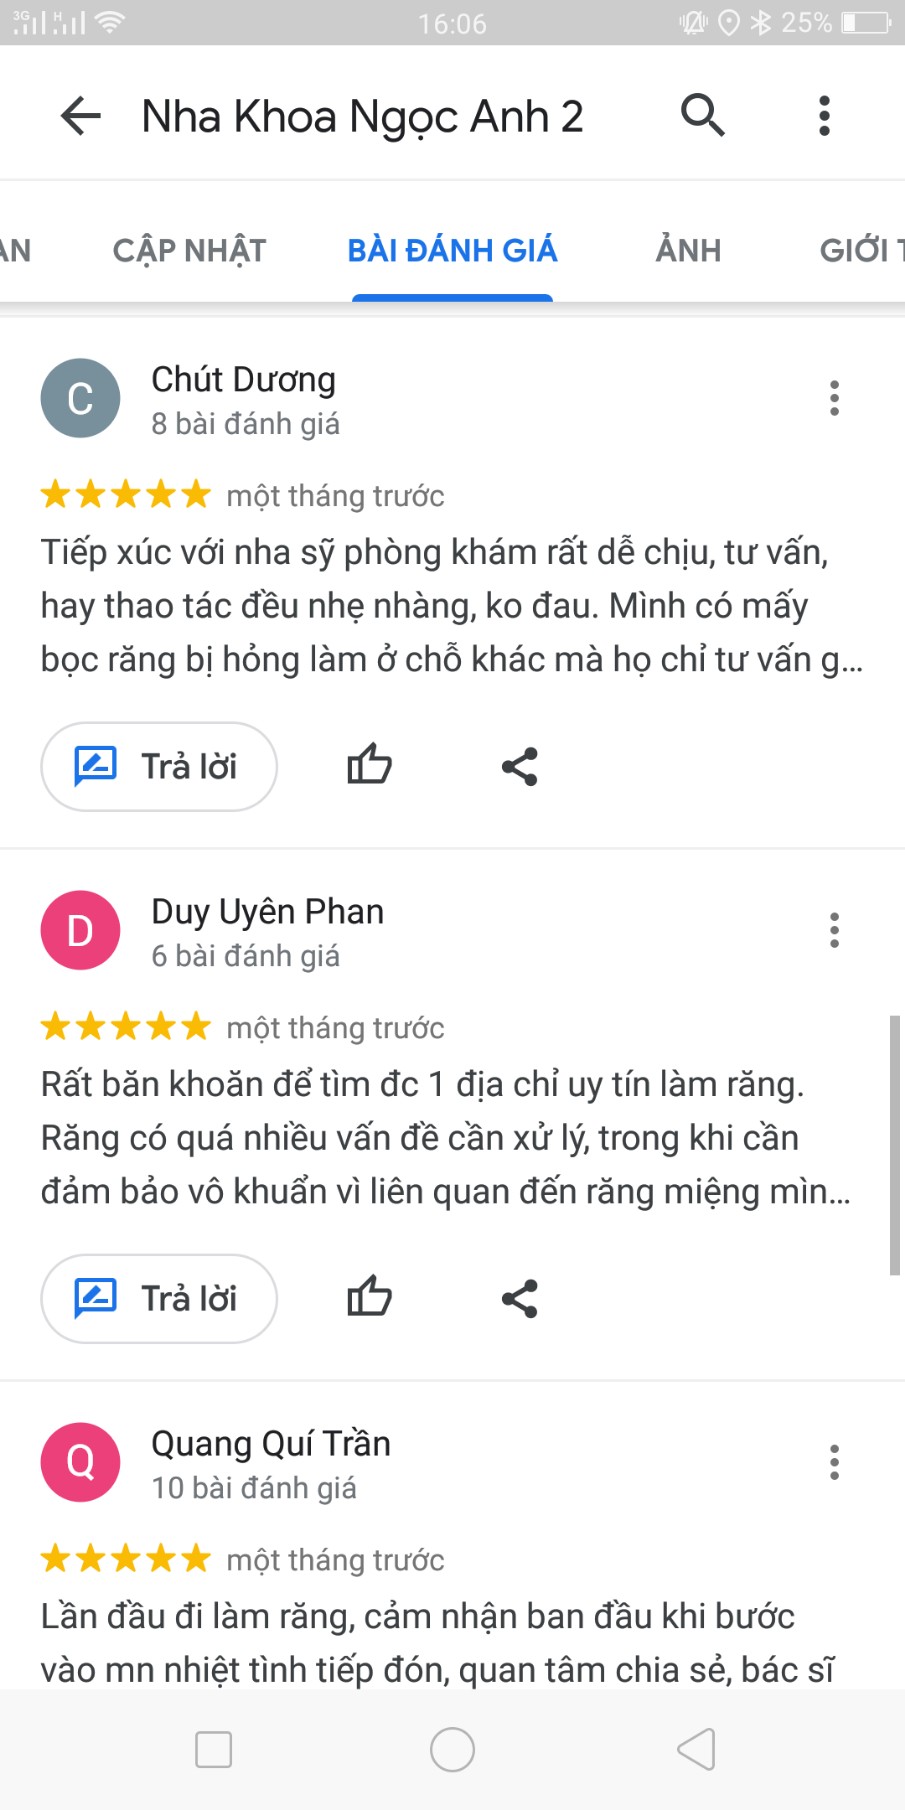 3G H 16:06 25%
Nha Khoa Ngọc Anh 2
AN CẬP NHẬT BÀI ĐÁNH GIÁ ẢNH GIỚI T
C Chút Dương
8 bài đánh giá
một tháng trước
Tiếp xúc với nha sỹ phòng khám rất dễ chịu, tư vấn,
hay thao tác đều nhẹ nhàng, ko đau. Mình có mấy
bọc răng bị hỏng làm ở chỗ khác mà họ chỉ tư vấn g...
Trả lời
D Duy Uyên Phan
6 bài đánh giá
một tháng trước
Rất băn khoăn để tìm đc 1 địa chỉ uy tín làm răng.
Răng có quá nhiều vấn đề cần xử lý, trong khi cần
đảm bảo vô khuẩn vì liên quan đến răng miệng mìn...
Trả lời
Q Quang Quí Trần
10 bài đánh giá
một tháng trước
Lần đầu đi làm răng, cảm nhận ban đầu khi bước
vào mn nhiệt tình tiếp đón, quan tâm chia sẻ, bác sĩ